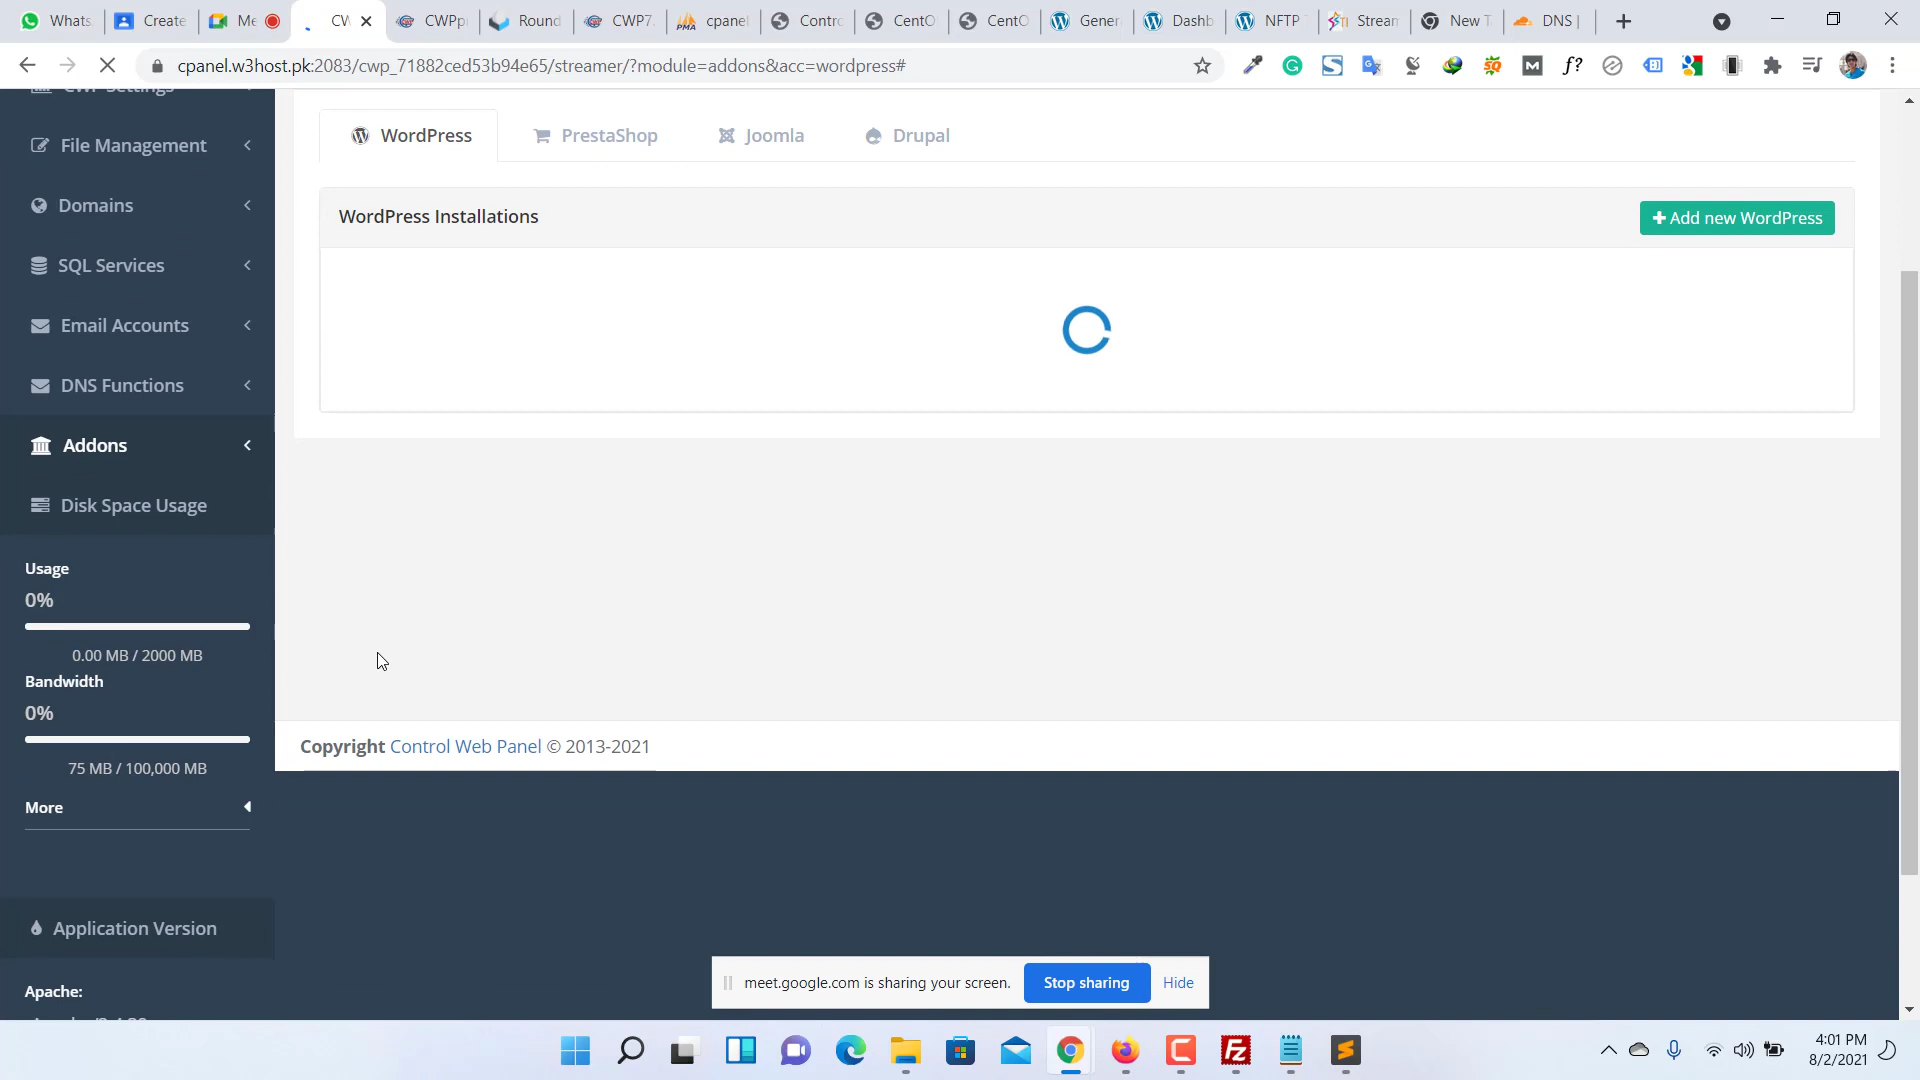 Whats
Create
Me
CW
CWPp
Round
CWP7
cpanel
Contro
CentO
CentO
Gener
Dashb
NFTP
Stream
New T
DNS |
cpanel.w3host.pk:2083/cwp_71882ced53b94e65/streamer/?module=addons&acc=wordpress#
CWP Settings
File Management
Domains
SQL Services
Email Accounts
DNS Functions
Addons
Disk Space Usage
Usage
0%
0.00 MB / 2000 MB
Bandwidth
0%
75 MB / 100,000 MB
More
Application Version
Apache:
WordPress
PrestaShop
Joomla
Drupal
WordPress Installations
Add new WordPress
Copyright Control Web Panel © 2013-2021
meet.google.com is sharing your screen.
Stop sharing
Hide
4:01 PM
8/2/2021